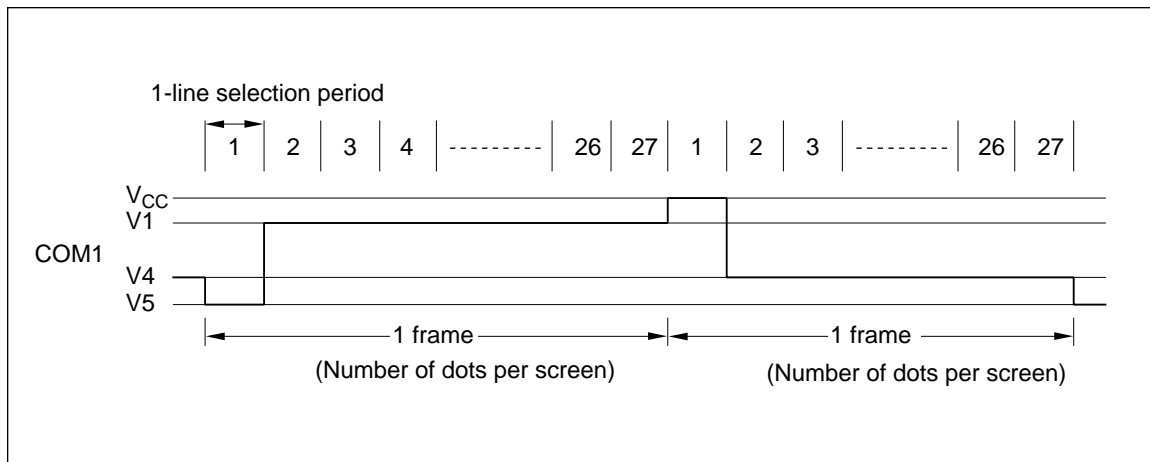 1-line selection period
1 2 3 4 26 27 1 2 3 26 27
VCC
V1
COM1
V4
V5
1 frame 1 frame
(Number of dots per screen) (Number of dots per screen)